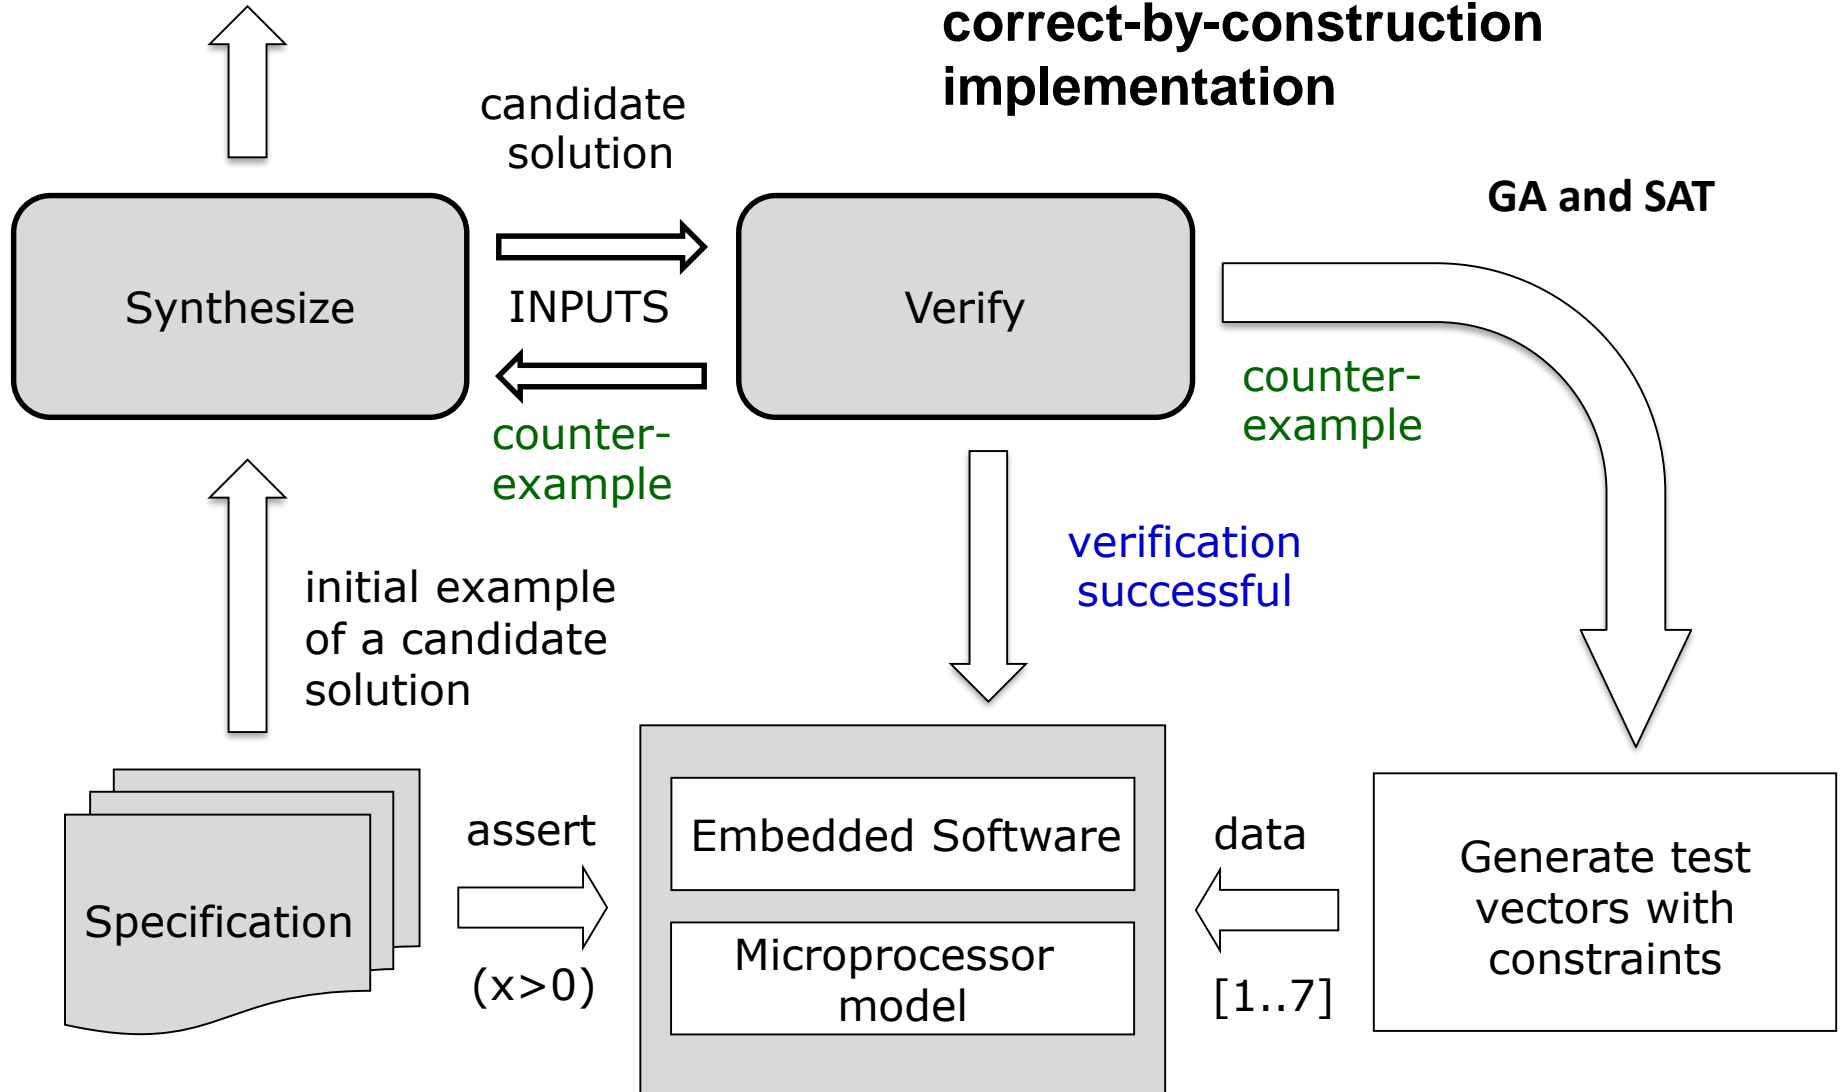 correct-by-construction
implementation
candidate
solution
GA and SAT
Synthesize
INPUTS
Verify
counter-
example
counter-
example
verification
successful
initial example
of a candidate
solution
assert
Embedded Software
data
Generate test
vectors with
constraints
Specification
Microprocessor
model
(x>0)
[1..7]